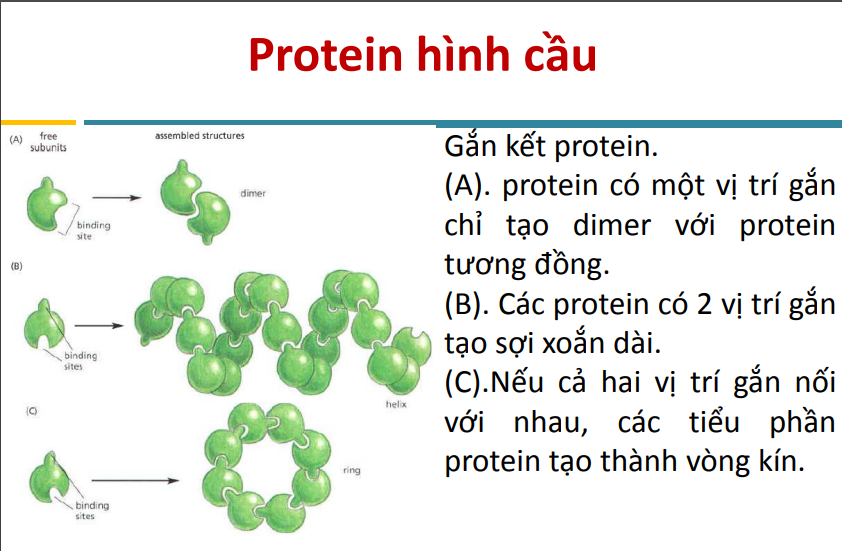 Protein hình cầu
(A) free
subunits
assembled structures
dimer
binding
site
(B)
binding
sites
helix
(C)
ring
binding
sites
Gắn kết protein.
(A). protein có một vị trí gắn
chỉ tạo dimer với protein
tương đồng.
(B). Các protein có 2 vị trí gắn
tạo sợi xoắn dài.
(C).Nếu cả hai vị trí gắn nối
với nhau, các tiểu phần
protein tạo thành vòng kín.